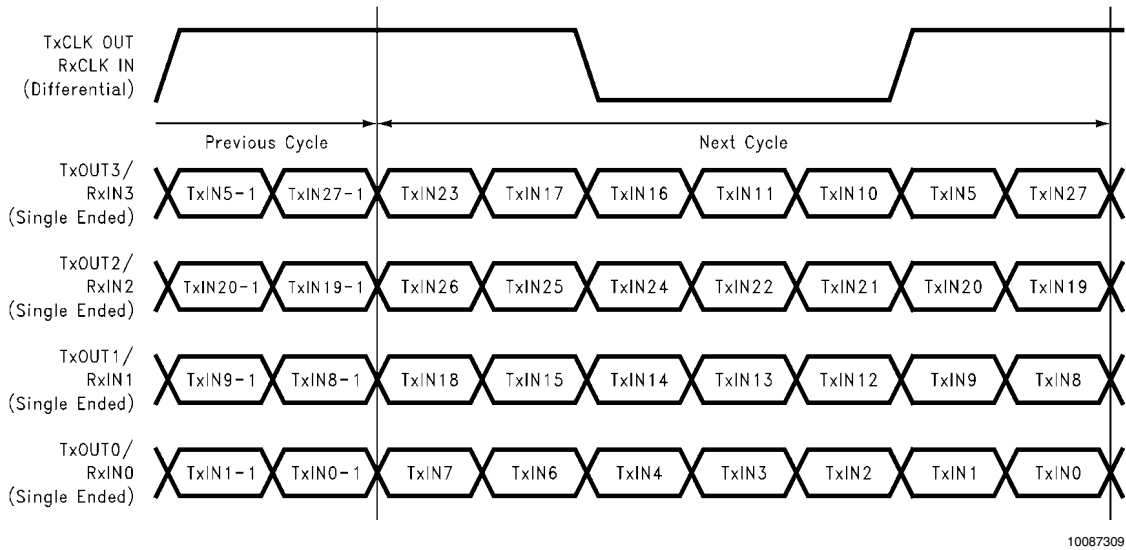 TxCLK OUT
RxCLK IN
(Differential)
Previous Cycle
Next Cycle
TxOUT3/
RxIN3
(Single Ended)
TxIN5-1 TxIN27-1 TxIN23 TxIN17 TxIN16 TxIN11 TxIN10 TxIN5 TxIN27
TxOUT2/
RxIN2
(Single Ended)
TxIN20-1 TxIN19-1 TxIN26 TxIN25 TxIN24 TxIN22 TxIN21 TxIN20 TxIN19
TxOUT1/
RxIN1
(Single Ended)
TxIN9-1 TxIN8-1 TxIN18 TxIN15 TxIN14 TxIN13 TxIN12 TxIN9 TxIN8
TxOUT0/
RxIN0
(Single Ended)
TxIN1-1 TxIN0-1 TxIN7 TxIN6 TxIN4 TxIN3 TxIN2 TxIN1 TxIN0
10087309